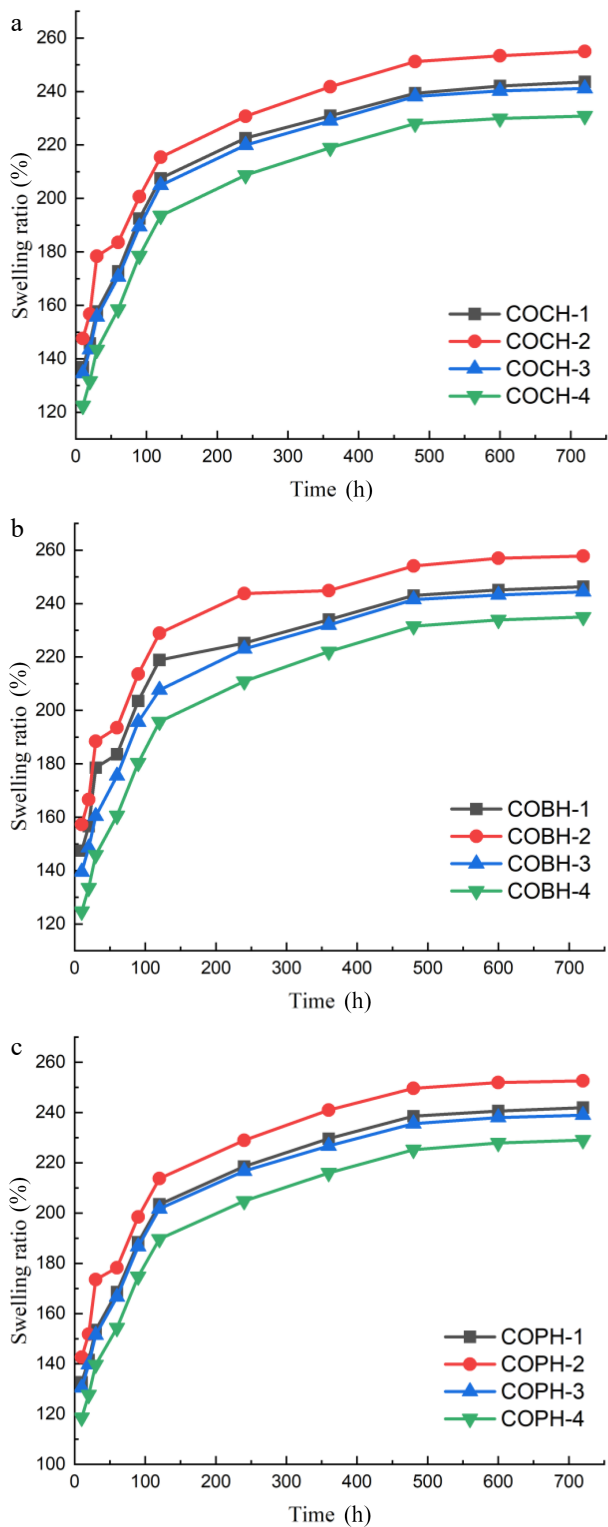 a
260
240
220
200
180
160
140
120
Swelling ratio (%)
COCH-1
COCH-2
COCH-3
COCH-4
0 100 200 300 400 500 600 700
Time (h)
b
260
240
220
200
180
160
140
120
Swelling ratio (%)
COBH-1
COBH-2
COBH-3
COBH-4
0 100 200 300 400 500 600 700
Time (h)
c
260
240
220
200
180
160
140
120
100
Swelling ratio (%)
COPH-1
COPH-2
COPH-3
COPH-4
0 100 200 300 400 500 600 700
Time (h)